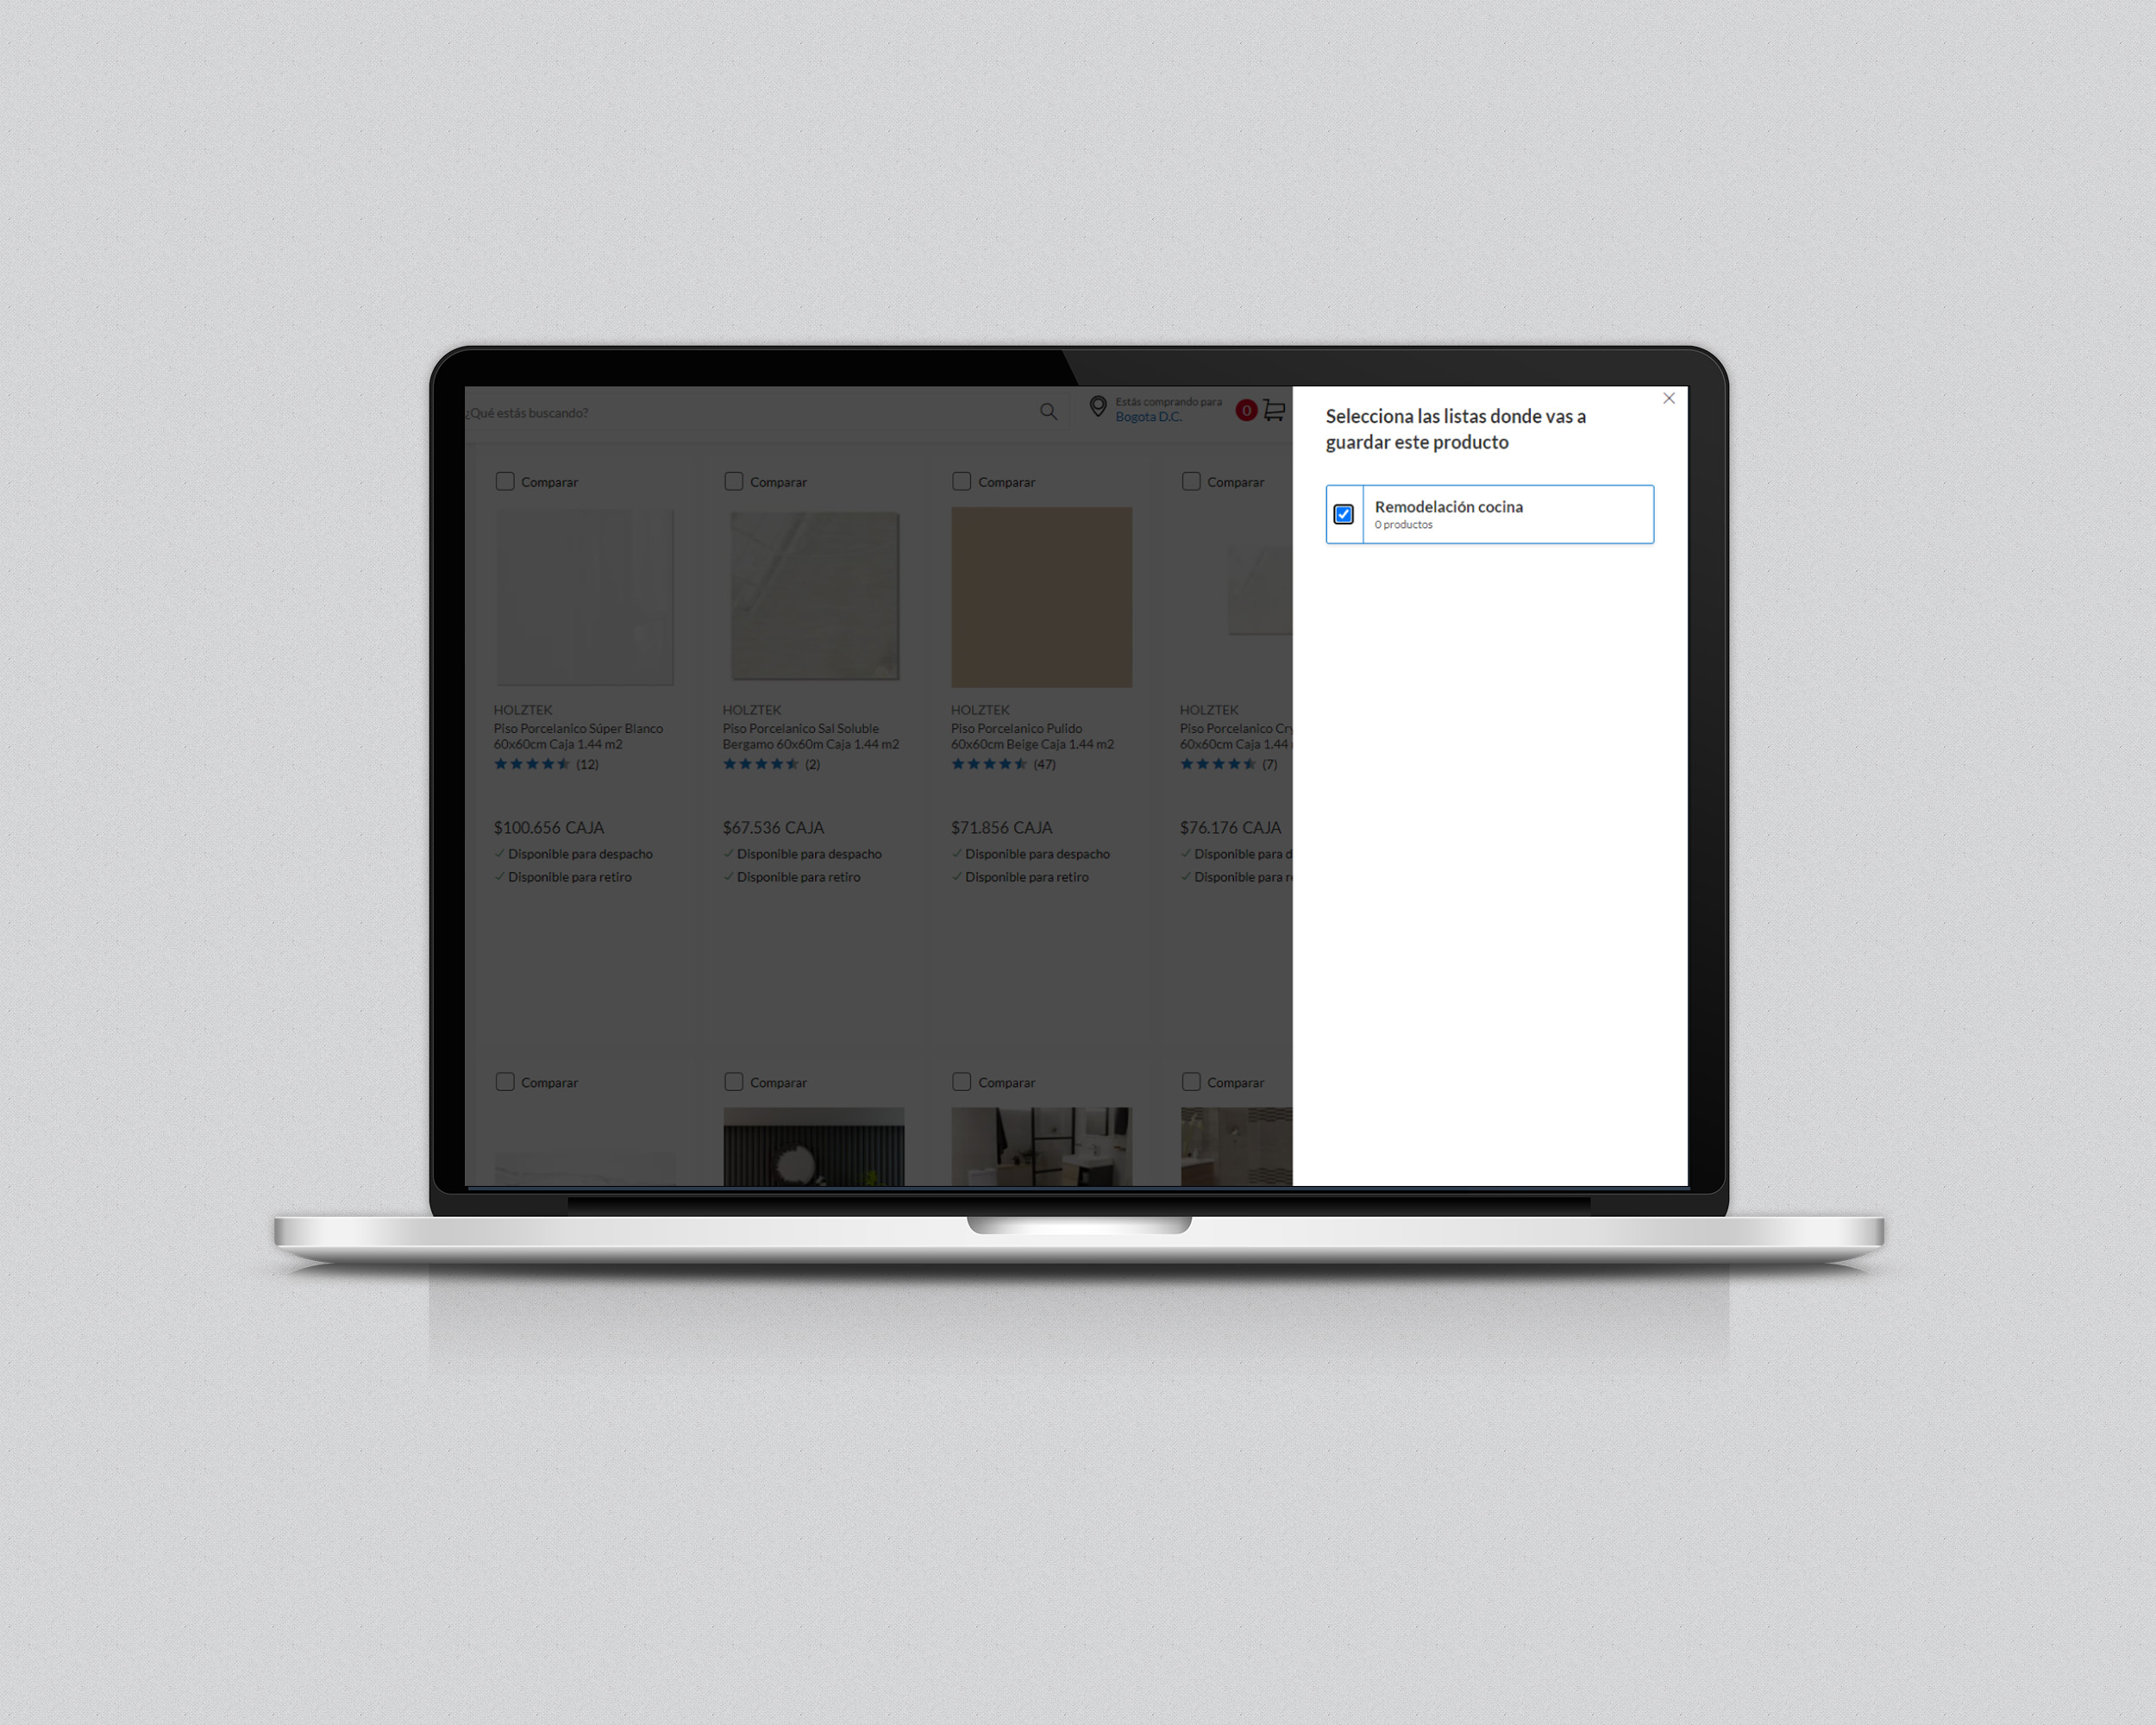 ¿Qué estás buscando?
Estás comprando para
Bogota D.C.
0
Selecciona las listas donde vas a
guardar este producto
Remodelación cocina
0 productos
Comparar
Comparar
Comparar
Comparar
HOLZTEK
Piso Porcelanico Súper Blanco
60x60cm Caja 1.44 m2
(12)
$100.656 CAJA
Disponible para despacho
Disponible para retiro
HOLZTEK
Piso Porcelanico Sal Soluble
Bergamo 60x60m Caja 1.44 m2
(2)
$67.536 CAJA
Disponible para despacho
Disponible para retiro
HOLZTEK
Piso Porcelanico Pulido
60x60cm Beige Caja 1.44 m2
(47)
$71.856 CAJA
Disponible para despacho
Disponible para retiro
HOLZTEK
Piso Porcelanico Cry
60x60cm Caja 1.44
(7)
$76.176 CAJA
Disponible para d
Disponible para r
Comparar
Comparar
Comparar
Comparar